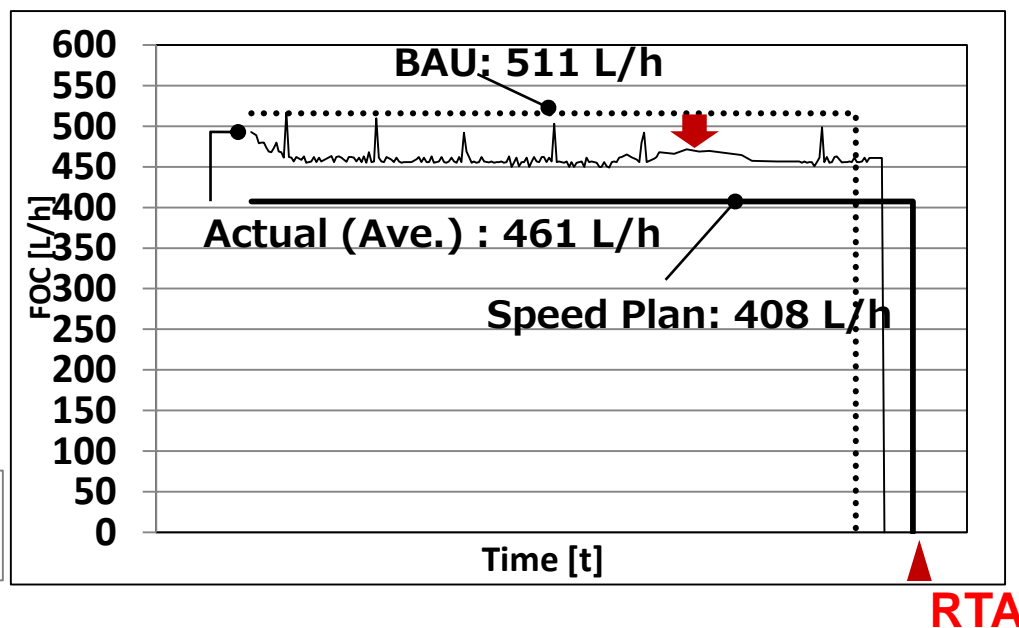 600
550
500
450
400
350
300
250
200
150
100
50
0
FOC [L/h]
BAU: 511 L/h
Actual (Ave.) : 461 L/h
Speed Plan: 408 L/h
Time [t]
RTA